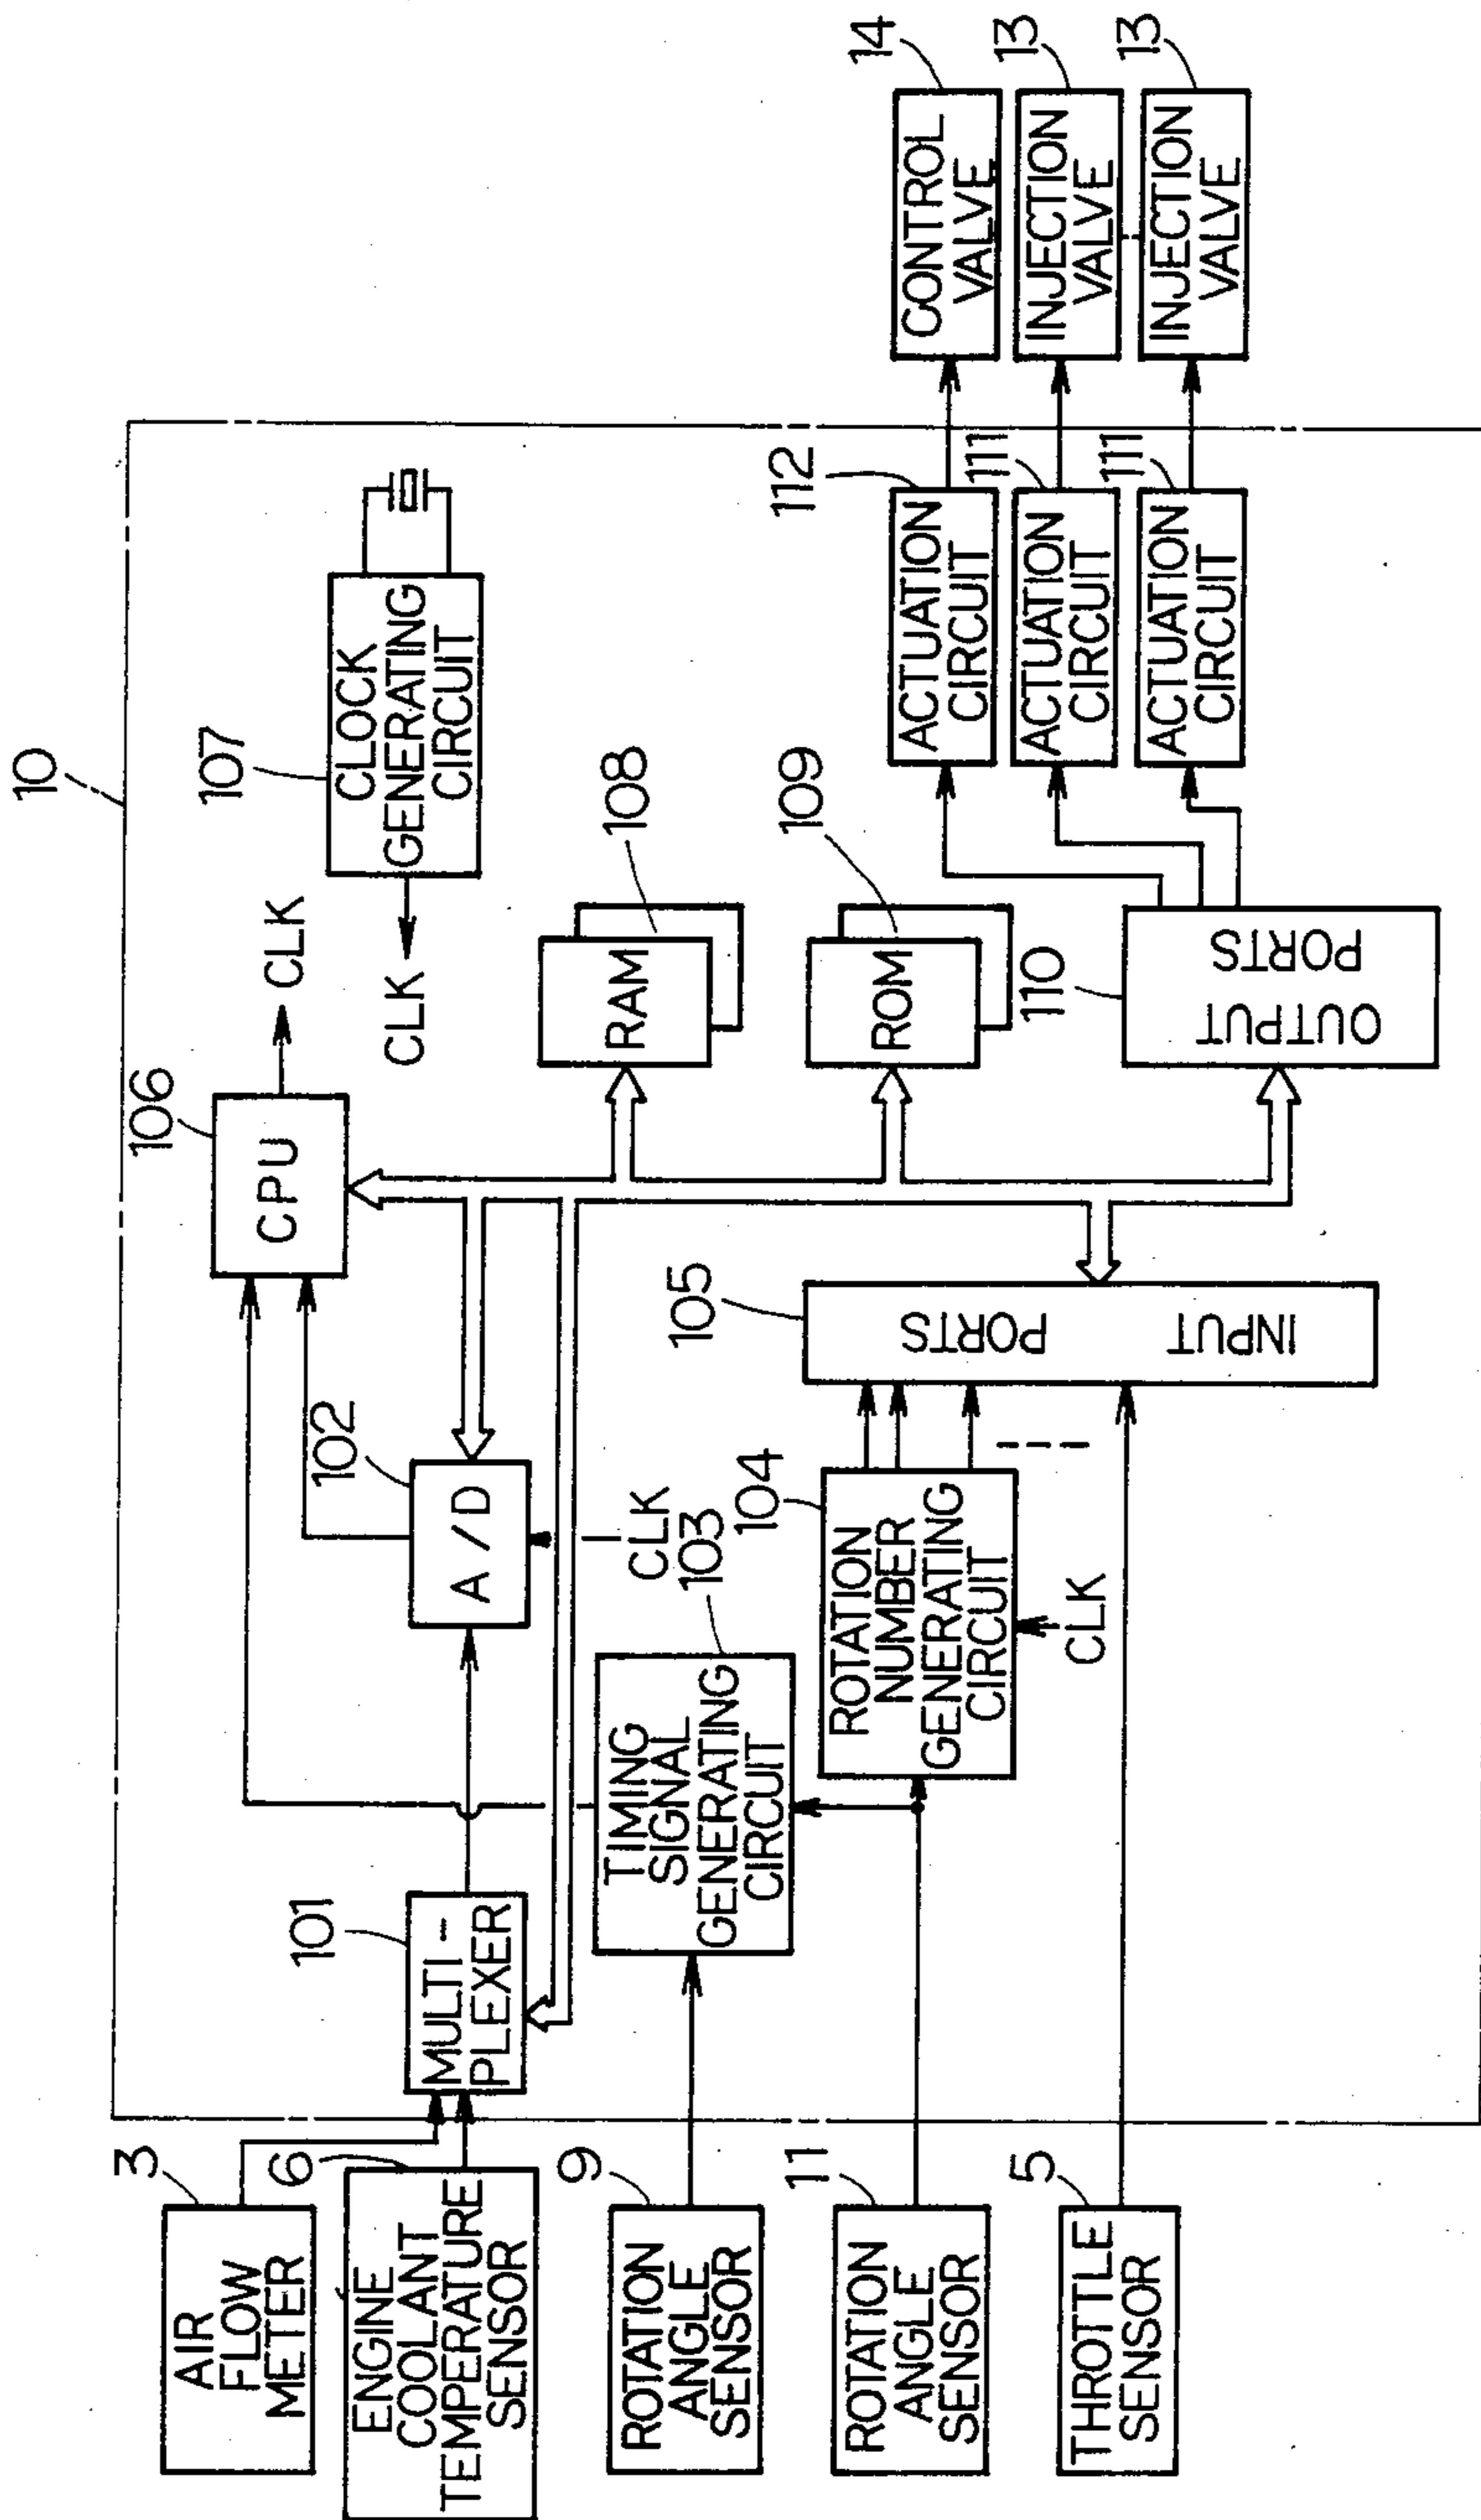 10
3
AIR
FLOW
METER
6
ENGINE
COOLANT
TEMPERATURE
SENSOR
9
ROTATION
ANGLE
SENSOR
11
ROTATION
ANGLE
SENSOR
5
THROTTLE
SENSOR
101
MULTI-
PLEXER
102
A/D
CLK
103
TIMING
SIGNAL
GENERATING
CIRCUIT
104
ROTATION
NUMBER
GENERATING
CIRCUIT
CLK
105
INPUT
PORTS
106
CPU
CLK
107
CLOCK
GENERATING
CIRCUIT
CLK
108
RAM
109
ROM
110
OUTPUT
PORTS
112
ACTUATION
CIRCUIT
111
ACTUATION
CIRCUIT
111
ACTUATION
CIRCUIT
14
CONTROL
VALVE
13
INJECTION
VALVE
13
INJECTION
VALVE